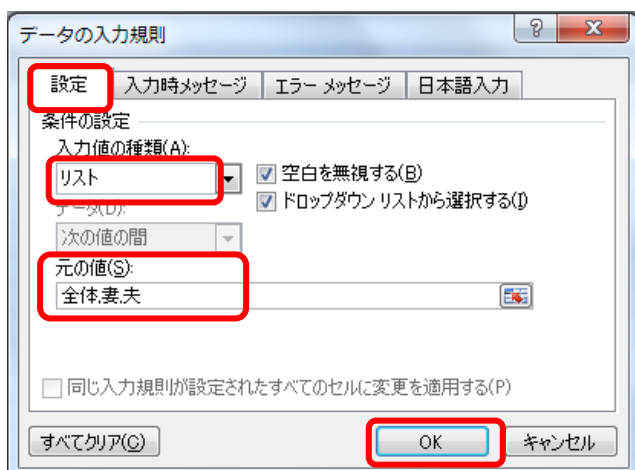 データの入力規則
?
設定 入力時メッセージ エラー メッセージ 日本語入力
条件の設定
入力値の種類(A):
リスト 空白を無視する(B)
データ(D): ドロップダウン リストから選択する(I)
次の値の間
元の値(S):
全体,妻,夫
同じ入力規則が設定されたすべてのセルに変更を適用する(P)
すべてクリア(C) OK キャンセル